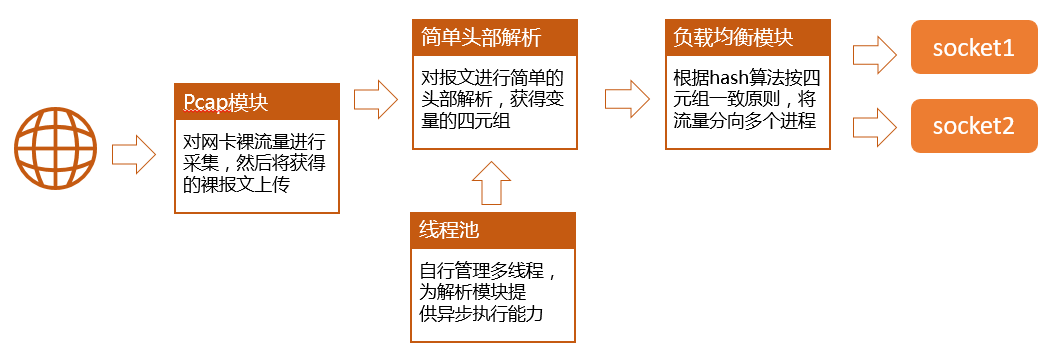 Pcap模块
对网卡裸流量进行
采集，然后将获得
的裸报文上传
简单头部解析
对报文进行简单的
头部解析，获得变
量的四元组
线程池
自行管理多线程，
为解析模块提
供异步执行能力
负载均衡模块
根据hash算法按四
元组一致原则，将
流量分向多个进程
socket1
socket2